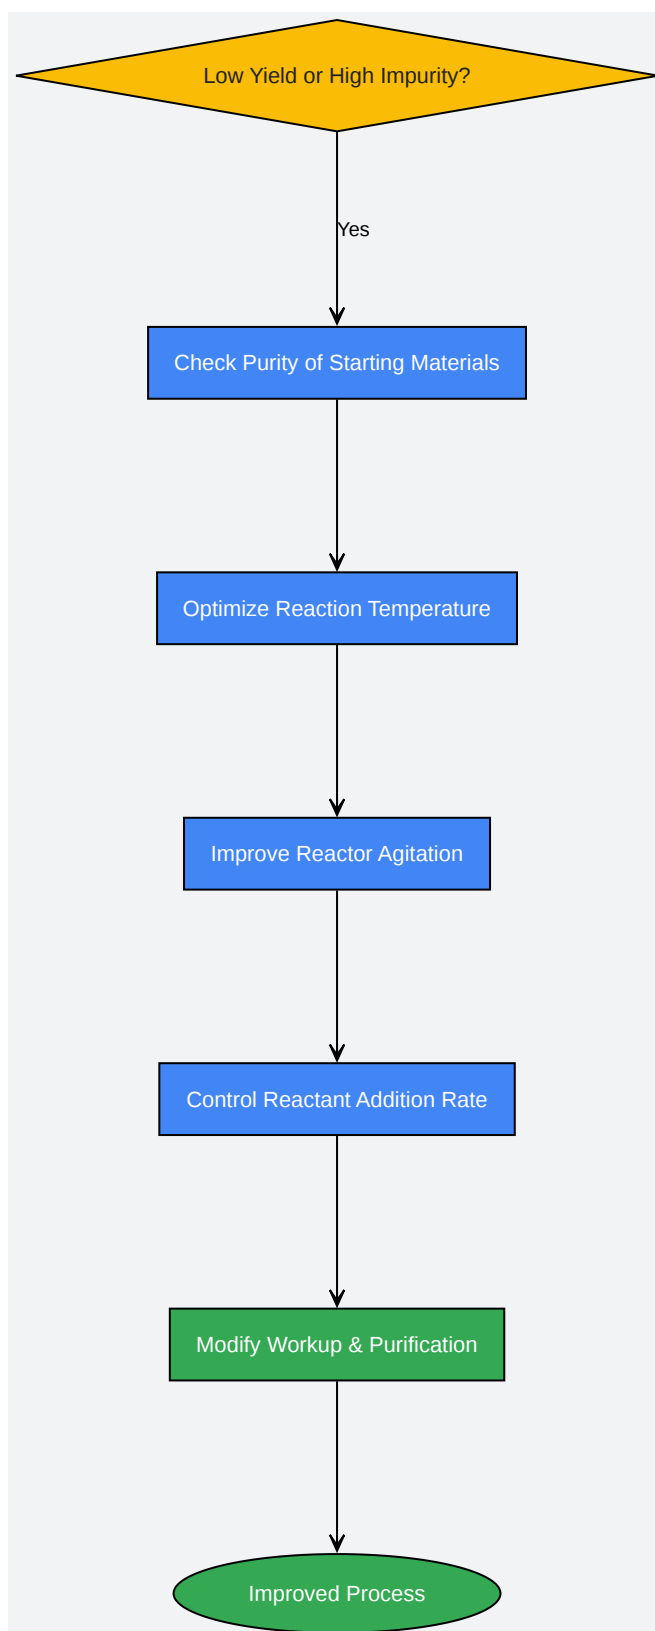 Low Yield or High Impurity?
Yes
Check Purity of Starting Materials
Optimize Reaction Temperature
Improve Reactor Agitation
Control Reactant Addition Rate
Modify Workup & Purification
Improved Process